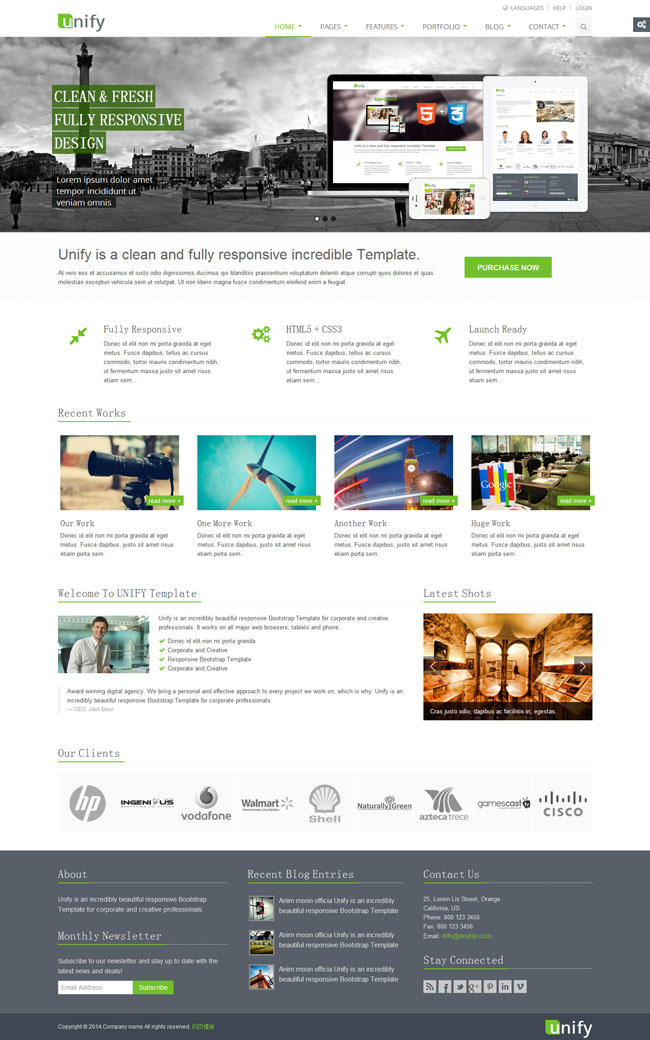 LANGUAGES | HELP | LOGIN
unify
HOME PAGES FEATURES PORTFOLIO BLOG CONTACT
CLEAN & FRESH
FULLY RESPONSIVE
DESIGN
Lorem ipsum dolor amet
tempor incididunt ut
veniam omnis
Unify is a clean and fully responsive incredible Template.
At vero eos et accusamus et iusto odio dignissimos ducimus qui blanditiis praesentium voluptatum deleniti atque corrupti quos dolores et quas
molestias excepturi vehicula sem ut volutpat. Ut non libero magna fusce condimentum eleifend enim a feugiat.
PURCHASE NOW
Fully Responsive
Donec id elit non mi porta gravida at eget
metus. Fusce dapibus, tellus ac cursus
commodo, tortor mauris condimentum nibh,
ut fermentum massa justo sit amet risus
etiam sem...
HTML5 + CSS3
Donec id elit non mi porta gravida at eget
metus. Fusce dapibus, tellus ac cursus
commodo, tortor mauris condimentum nibh,
ut fermentum massa justo sit amet risus
etiam sem...
Launch Ready
Donec id elit non mi porta gravida at eget
metus. Fusce dapibus, tellus ac cursus
commodo, tortor mauris condimentum nibh,
ut fermentum massa justo sit amet risus
etiam sem...
Recent Works
read more +
read more +
read more +
Google
read more +
Our Work
Donec id elit non mi porta gravida at eget
metus. Fusce dapibus, justo sit amet risus
etiam porta sem.
One More Work
Donec id elit non mi porta gravida at eget
metus. Fusce dapibus, justo sit amet risus
etiam porta sem.
Another Work
Donec id elit non mi porta gravida at eget
metus. Fusce dapibus, justo sit amet risus
etiam porta sem.
Huge Work
Donec id elit non mi porta gravida at eget
metus. Fusce dapibus, justo sit amet risus
etiam porta sem.
Welcome To UNIFY Template
Unify is an incredibly beautiful responsive Bootstrap Template for corporate and creative
professionals. It works on all major web browsers, tablets and phone.
Donec id elit non mi porta gravida
Corporate and Creative
Responsive Bootstrap Template
Corporate and Creative
Award winning digital agency. We bring a personal and effective approach to every project we work on, which is why. Unify is an
incredibly beautiful responsive Bootstrap Template for corporate professionals.
— CEO, Jack Bour
Latest Shots
Cras justo odio, dapibus ac facilisis in, egestas.
Our Clients
hp
vodafone
Walmart
Shell
Naturally Green
azteca trece
gamescast
CISCO
About
Unify is an incredibly beautiful responsive Bootstrap
Template for corporate and creative professionals.
Monthly Newsletter
Subscribe to our newsletter and stay up to date with the
latest news and deals!
Email Address
Subscribe
Recent Blog Entries
Anim moon officia Unify is an incredibly
beautiful responsive Bootstrap Template
Anim moon officia Unify is an incredibly
beautiful responsive Bootstrap Template
Anim moon officia Unify is an incredibly
beautiful responsive Bootstrap Template
Contact Us
25, Lorem Lis Street, Orange
California, US
Phone: 800 123 3456
Fax: 800 123 3456
Email: info@anybiz.com
Stay Connected
Copyright © 2014.Company name All rights reserved. 网页模板
unify